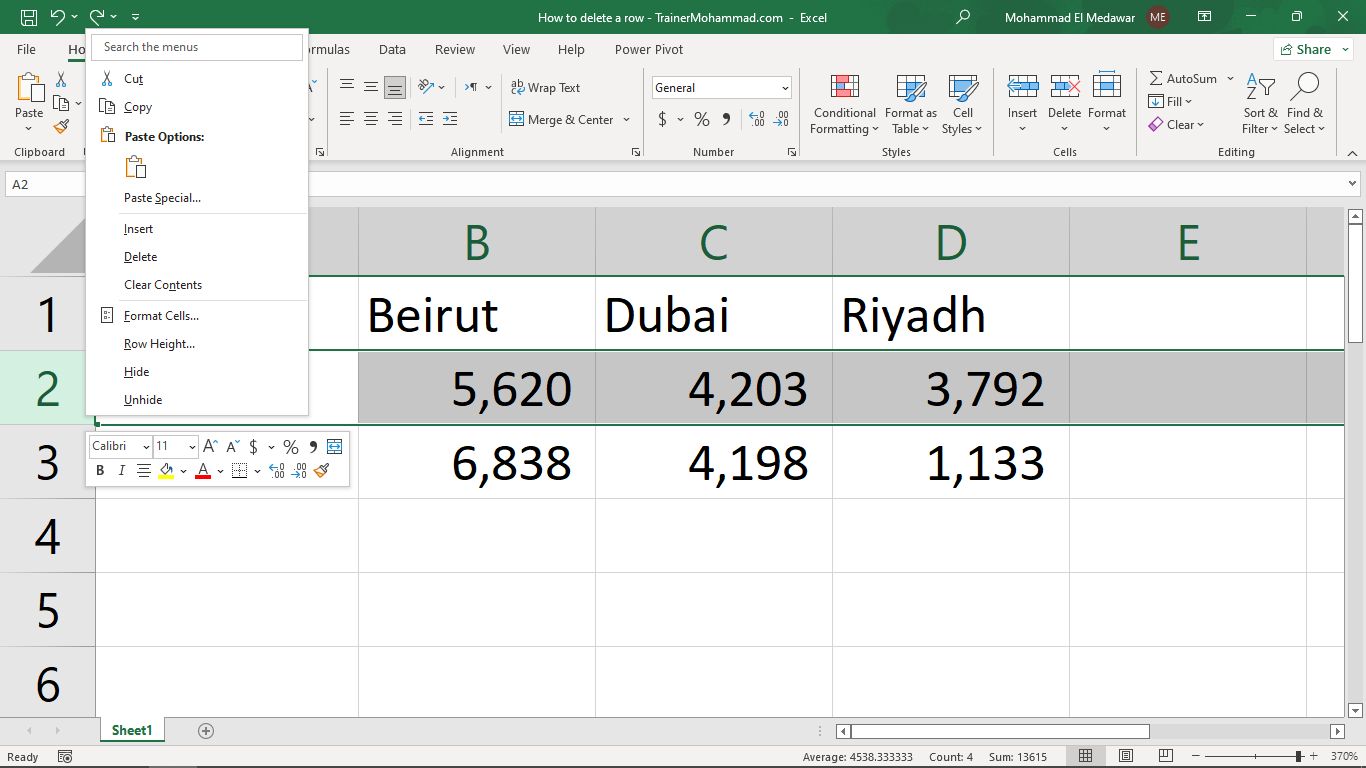 How to delete a row - TrainerMohammad.com - Excel
Mohammad El Medawar ME
File Ho
Data Review View Help Power Pivot
Share
Search the menus
Cut
Copy
Paste Options:
Paste Special...
Insert
Delete
Clear Contents
Format Cells...
Row Height...
Hide
Unhide
Paste
Clipboard
Wrap Text
Merge & Center
Alignment
General
$ % , .00
Number
Conditional Formatting
Format as Table
Cell Styles
Styles
Insert Delete Format
Cells
AutoSum
Fill
Clear
Sort & Filter
Find & Select
Editing
A2
B C D E
1 Beirut Dubai Riyadh
2 5,620 4,203 3,792
3 6,838 4,198 1,133
4
5
6
Calibri 11 A A $ % ,
B I A
Sheet1
Ready
Average: 4538.333333 Count: 4 Sum: 13615
370%